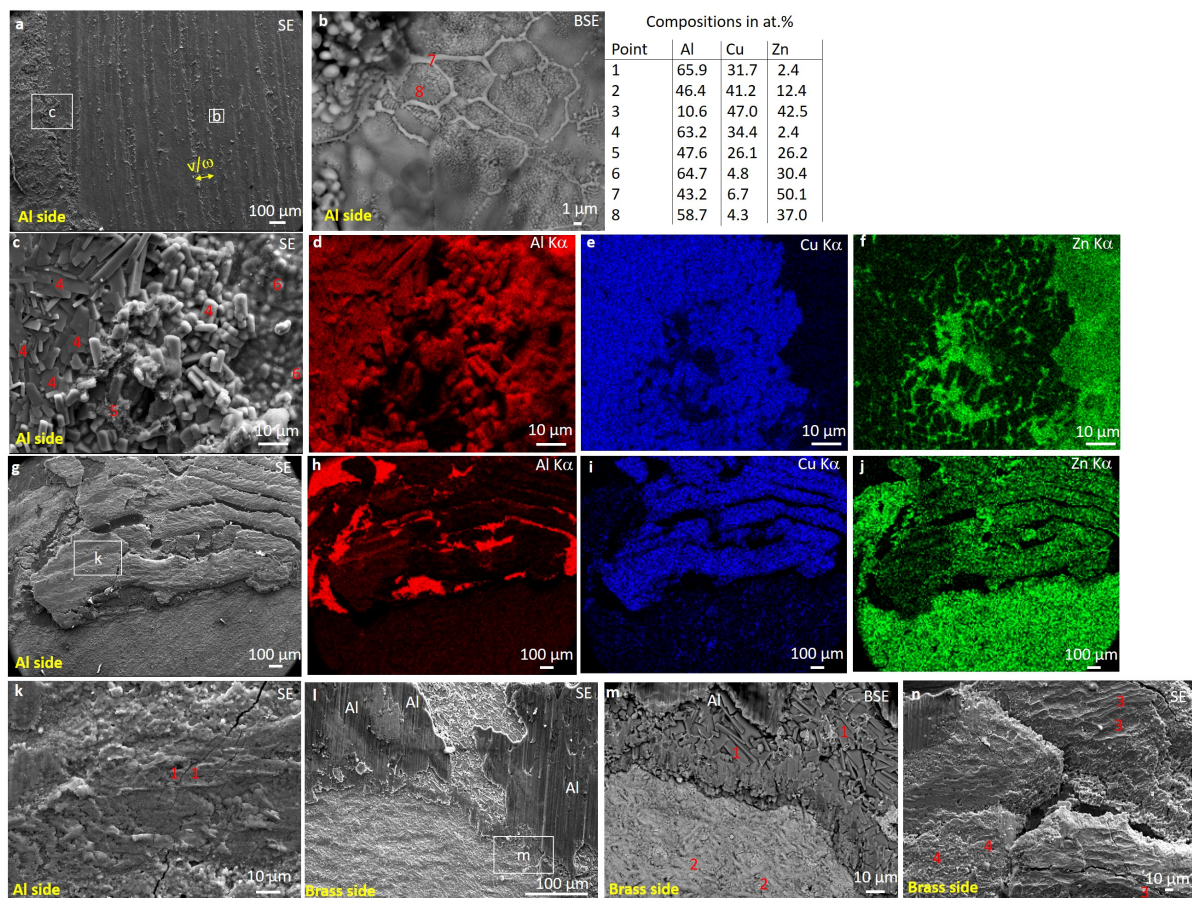 a SE
v/ω
c
b
Al side 100 µm
b BSE
7
8
Al side 1 µm
Compositions in at.%
Point Al Cu Zn
1 65.9 31.7 2.4
2 46.4 41.2 12.4
3 10.6 47.0 42.5
4 63.2 34.4 2.4
5 47.6 26.1 26.2
6 64.7 4.8 30.4
7 43.2 6.7 50.1
8 58.7 4.3 37.0
c SE
4 6
4
4 4
4 6
5
Al side 10 µm
d Al Kα
10 µm
e Cu Kα
10 µm
f Zn Kα
10 µm
g SE
k
Al side 100 µm
h Al Kα
100 µm
i Cu Kα
100 µm
j Zn Kα
100 µm
k SE
1 1
Al side 10 µm
l SE
Al Al
Al
m
Brass side 100 µm
m BSE
Al
1
1
2
2
Brass side 10 µm
n SE
3
3
4
4
3
Brass side 10 µm